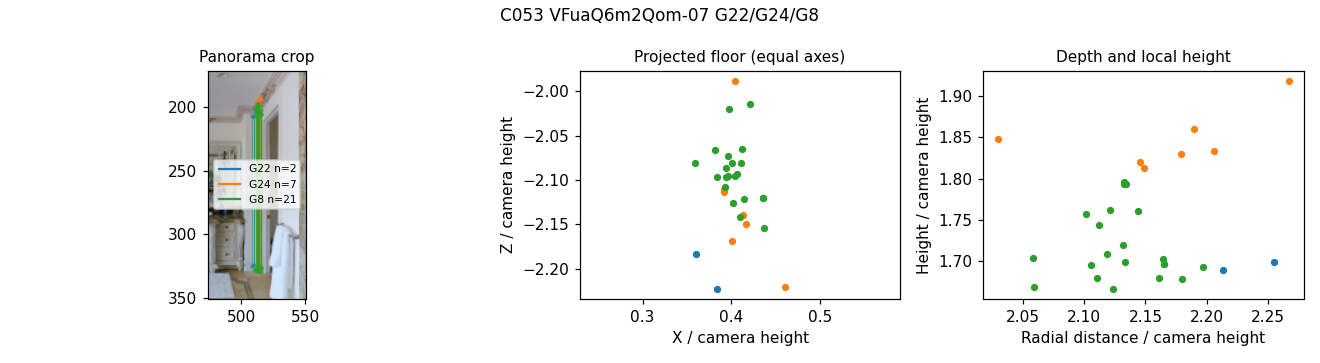 C053 VFuaQ6m2Qom-07 G22/G24/G8
Panorama crop
200
250
300
350
500
550
G22 n=2
G24 n=7
G8 n=21
Projected floor (equal axes)
Z / camera height
−2.00
−2.05
−2.10
−2.15
−2.20
0.3
0.4
0.5
X / camera height
Depth and local height
Height / camera height
1.90
1.85
1.80
1.75
1.70
2.05
2.10
2.15
2.20
2.25
Radial distance / camera height